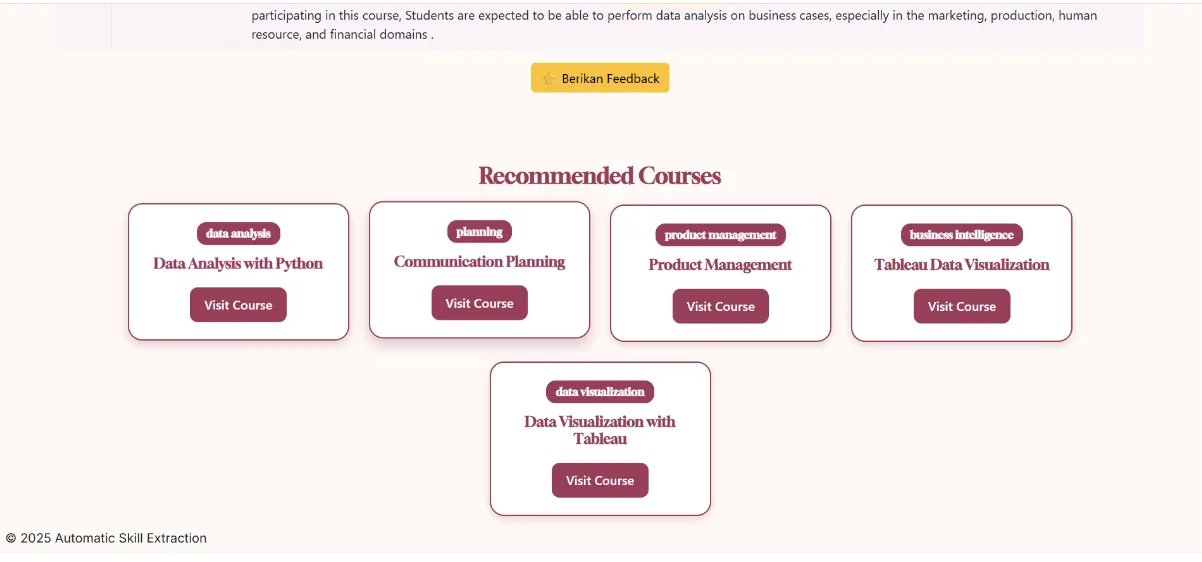 participating in this course, Students are expected to be able to perform data analysis on business cases, especially in the marketing, production, human
resource, and financial domains .
Berikan Feedback
Recommended Courses
data analysis
Data Analysis with Python
Visit Course
planning
Communication Planning
Visit Course
product management
Product Management
Visit Course
business intelligence
Tableau Data Visualization
Visit Course
data visualization
Data Visualization with
Tableau
Visit Course
© 2025 Automatic Skill Extraction